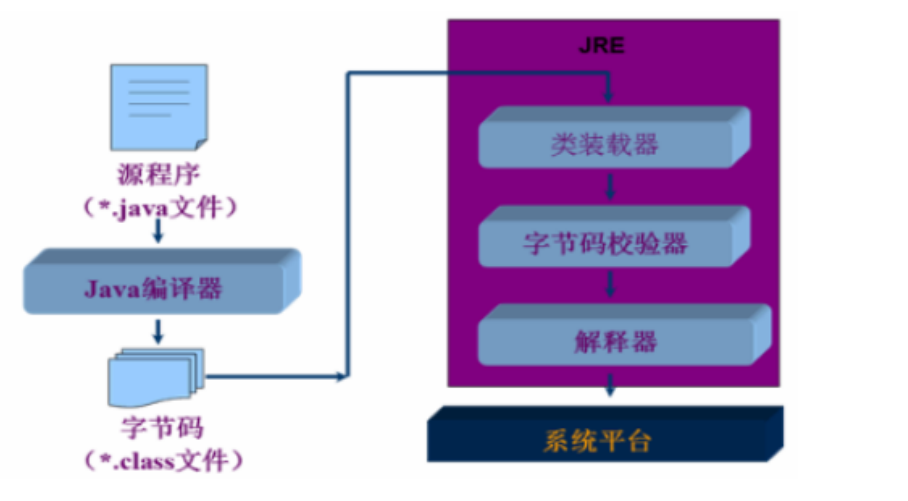 源程序
（*.java文件）
Java编译器
字节码
（*.class文件）
JRE
类装载器
字节码校验器
解释器
系统平台